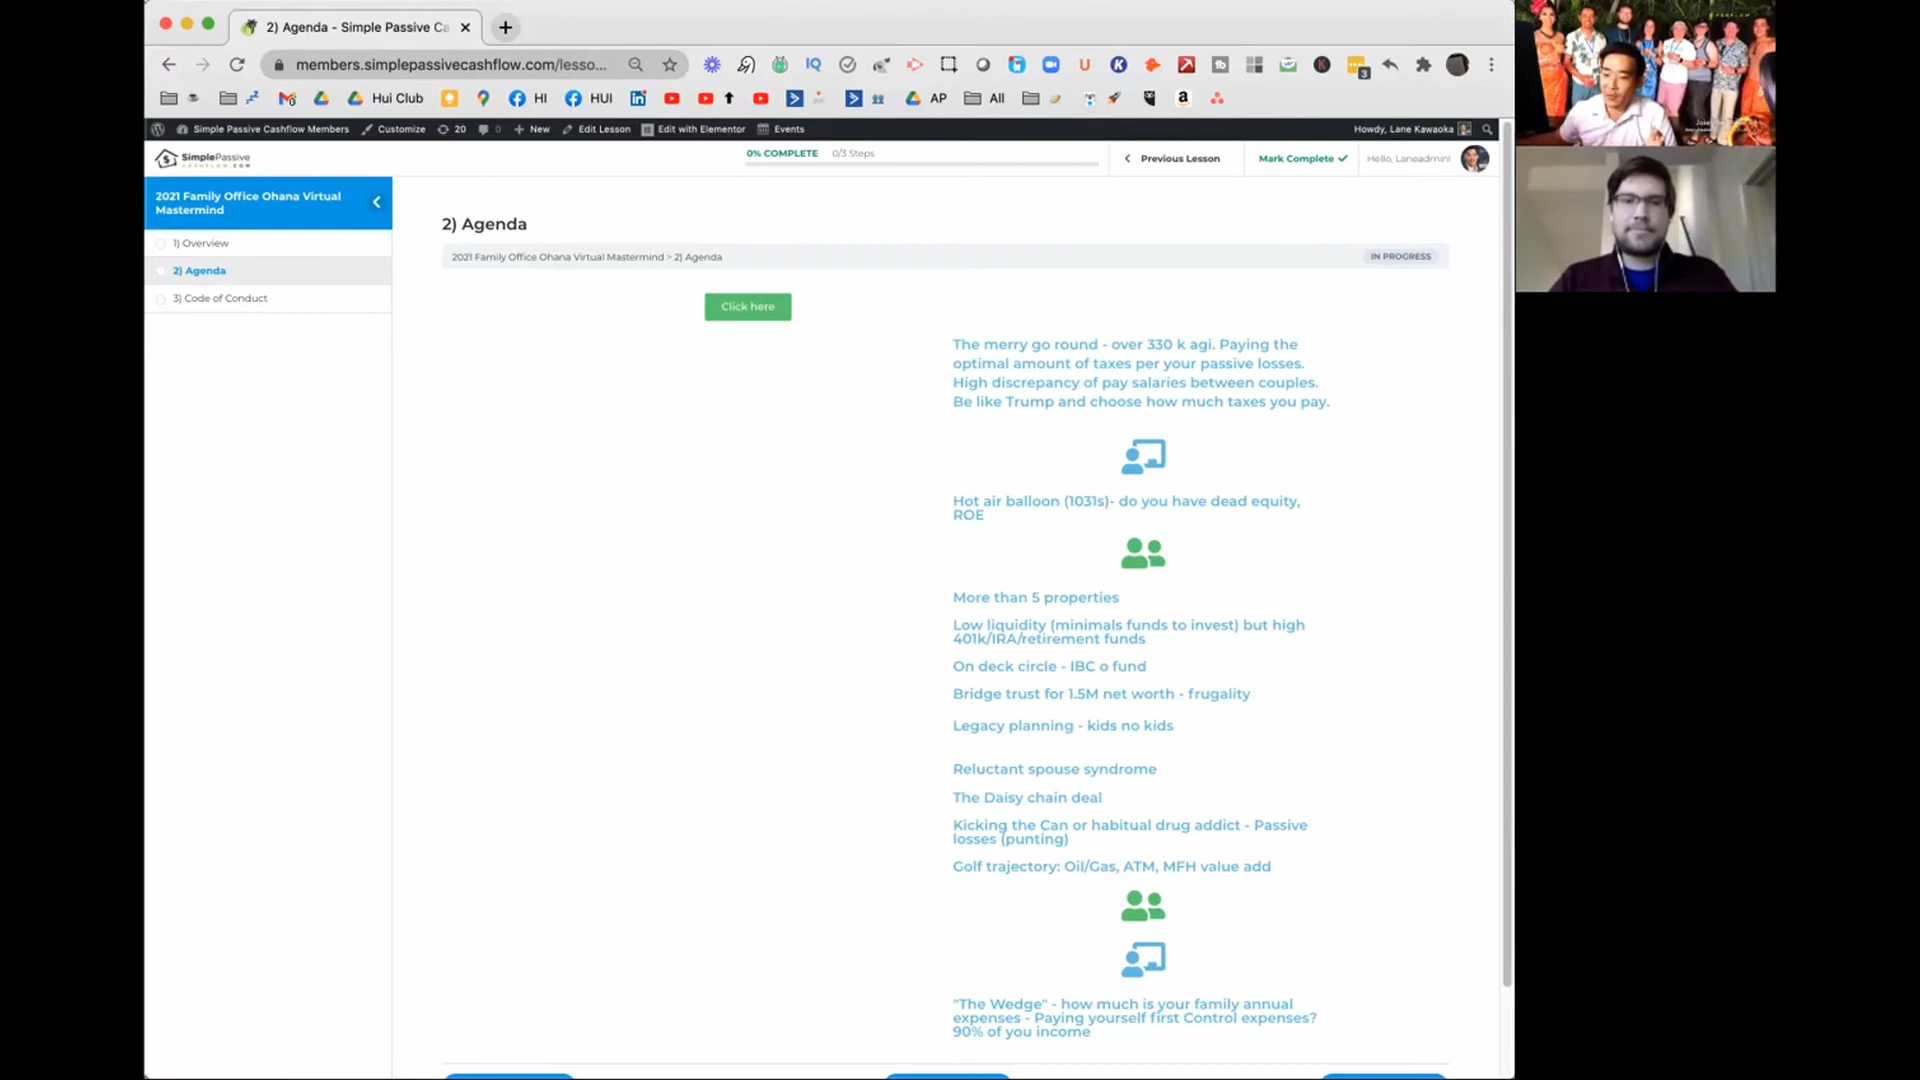 2) Agenda - Simple Passive Ca
members.simplepassivecashflow.com/lesso...
IQ
U
K
tb
K
3
6
Hui Club
HI
HUI
AP
All
Simple Passive Cashflow Members
Customize
20
0
New
Edit Lesson
Edit with Elementor
Events
Howdy, Lane Kawaoka
SimplePassive
CASHFLOW.COM
0% COMPLETE
0/3 Steps
Previous Lesson
Mark Complete
Hello, Laneadmin!
2021 Family Office Ohana Virtual
Mastermind
1) Overview
2) Agenda
3) Code of Conduct
2) Agenda
2021 Family Office Ohana Virtual Mastermind > 2) Agenda
IN PROGRESS
Click here
The merry go round - over 330 k agi. Paying the
optimal amount of taxes per your passive losses.
High discrepancy of pay salaries between couples.
Be like Trump and choose how much taxes you pay.
Hot air balloon (1031s)- do you have dead equity,
ROE
More than 5 properties
Low liquidity (minimals funds to invest) but high
401k/IRA/retirement funds
On deck circle - IBC o fund
Bridge trust for 1.5M net worth - frugality
Legacy planning - kids no kids
Reluctant spouse syndrome
The Daisy chain deal
Kicking the Can or habitual drug addict - Passive
losses (punting)
Golf trajectory: Oil/Gas, ATM, MFH value add
"The Wedge" - how much is your family annual
expenses - Paying yourself first Control expenses?
90% of you income